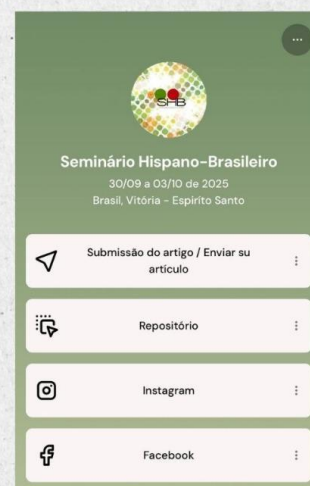 SHB
Seminário Hispano-Brasileiro
30/09 a 03/10 de 2025
Brasil, Vitória - Espírito Santo
Submissão do artigo / Enviar su
artículo
Repositório
Instagram
Facebook